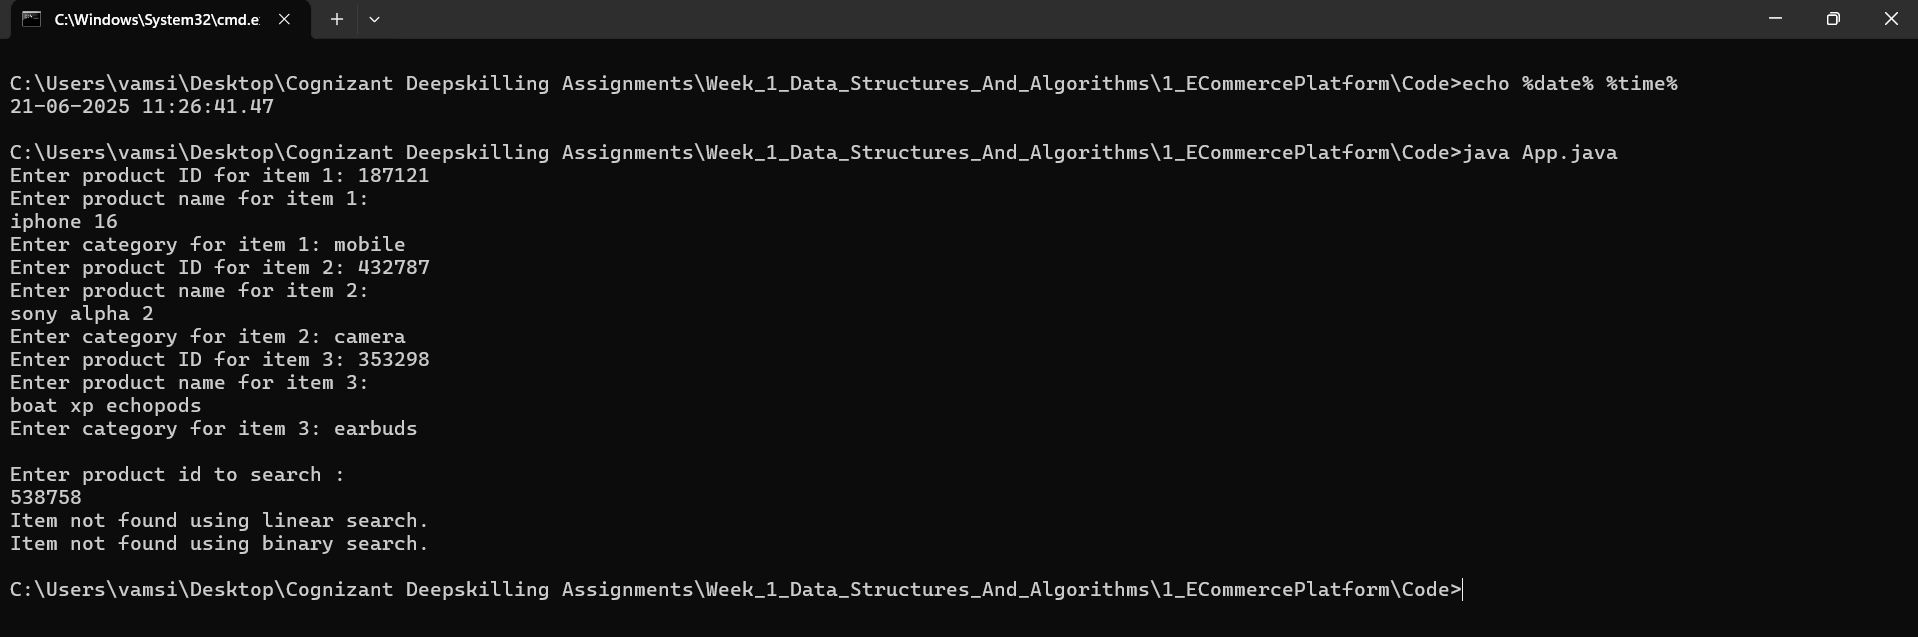 C:\Windows\System32\cmd.e
C:\Users\vamsi\Desktop\Cognizant Deepskilling Assignments\Week_1_Data_Structures_And_Algorithms\1_ECommercePlatform\Code>echo %date% %time%
21-06-2025 11:26:41.47
C:\Users\vamsi\Desktop\Cognizant Deepskilling Assignments\Week_1_Data_Structures_And_Algorithms\1_ECommercePlatform\Code>java App.java
Enter product ID for item 1: 187121
Enter product name for item 1:
iphone 16
Enter category for item 1: mobile
Enter product ID for item 2: 432787
Enter product name for item 2:
sony alpha 2
Enter category for item 2: camera
Enter product ID for item 3: 353298
Enter product name for item 3:
boat xp echopods
Enter category for item 3: earbuds
Enter product id to search :
538758
Item not found using linear search.
Item not found using binary search.
C:\Users\vamsi\Desktop\Cognizant Deepskilling Assignments\Week_1_Data_Structures_And_Algorithms\1_ECommercePlatform\Code>